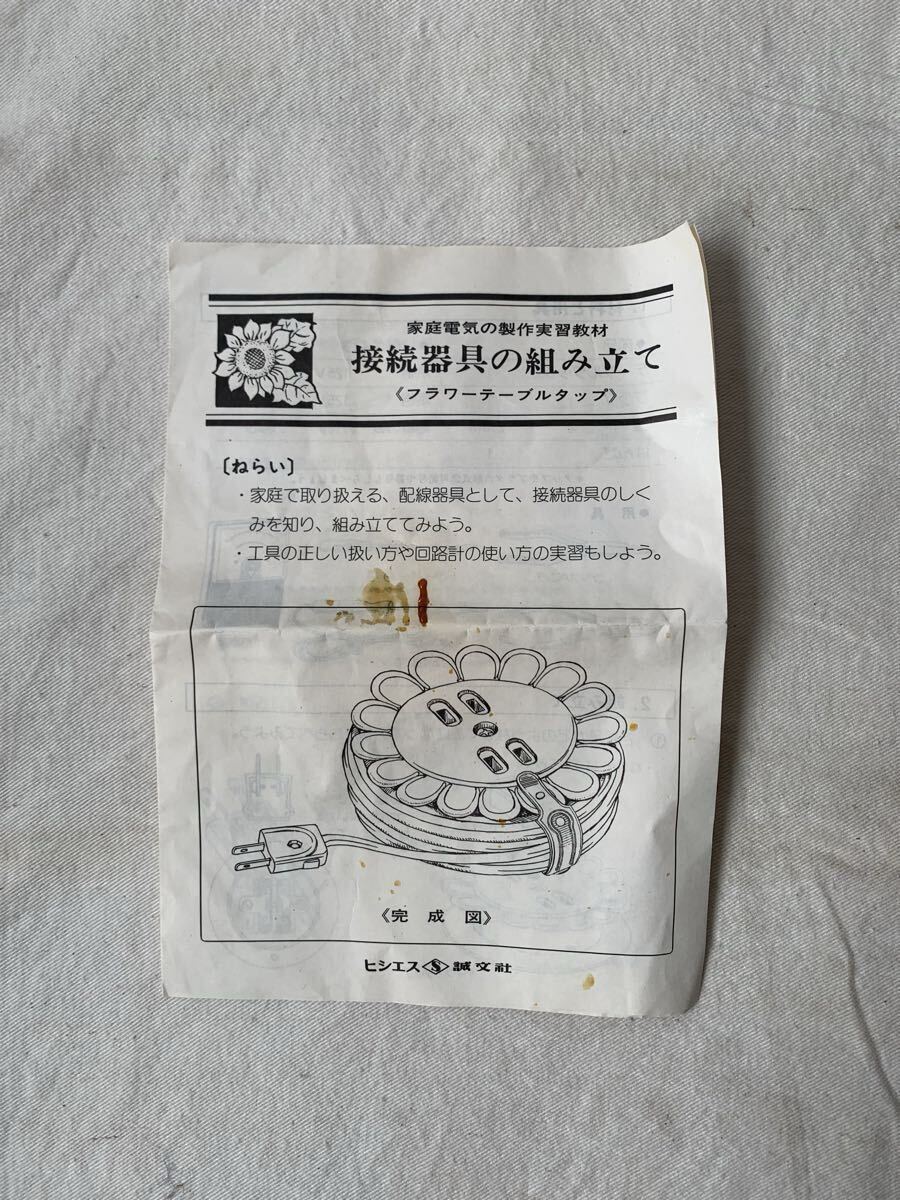 家庭電気の製作実習教材
接続器具の組み立て
《フラワーテーブルタップ》
〔ねらい〕
・家庭で取り扱える、配線器具として、接続器具のしく
みを知り、組み立ててみよう。
・工具の正しい扱い方や回路計の使い方の実習もしよう。
《完成図》
ヒシエス S 誠文社